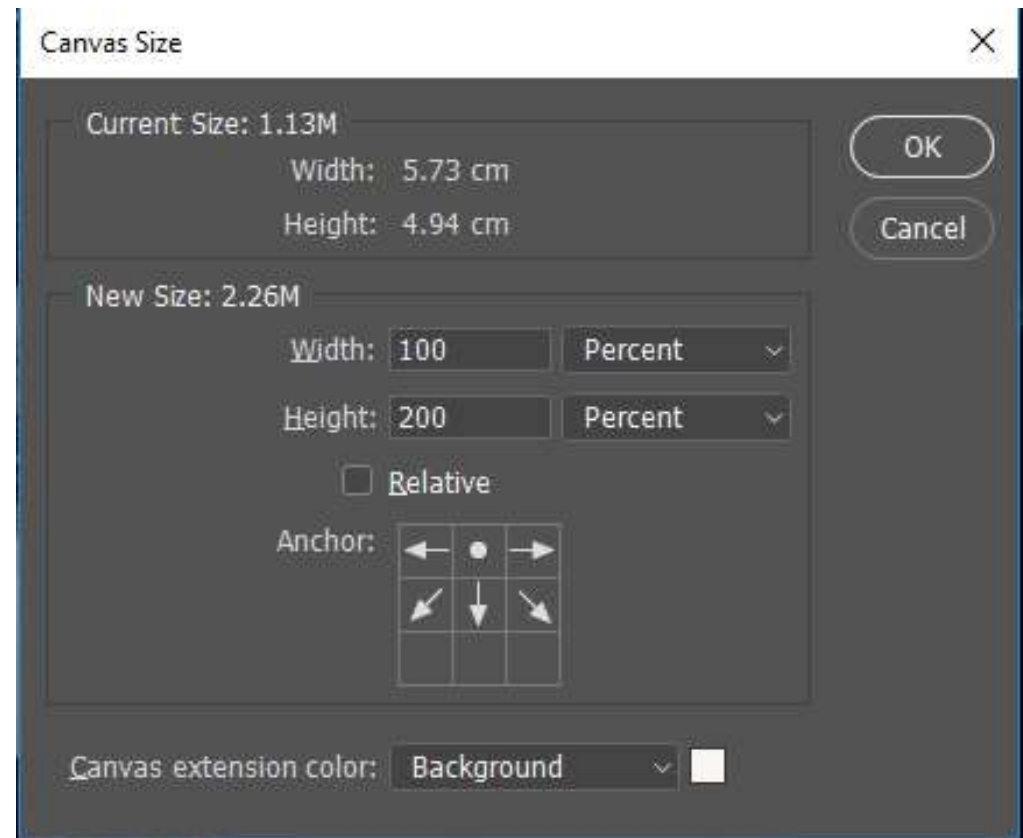 Canvas Size
Current Size: 1.13M
Width: 5.73 cm
Height: 4.94 cm
OK
Cancel
New Size: 2.26M
Width: 100 Percent
Height: 200 Percent
Relative
Anchor:
Canvas extension color: Background